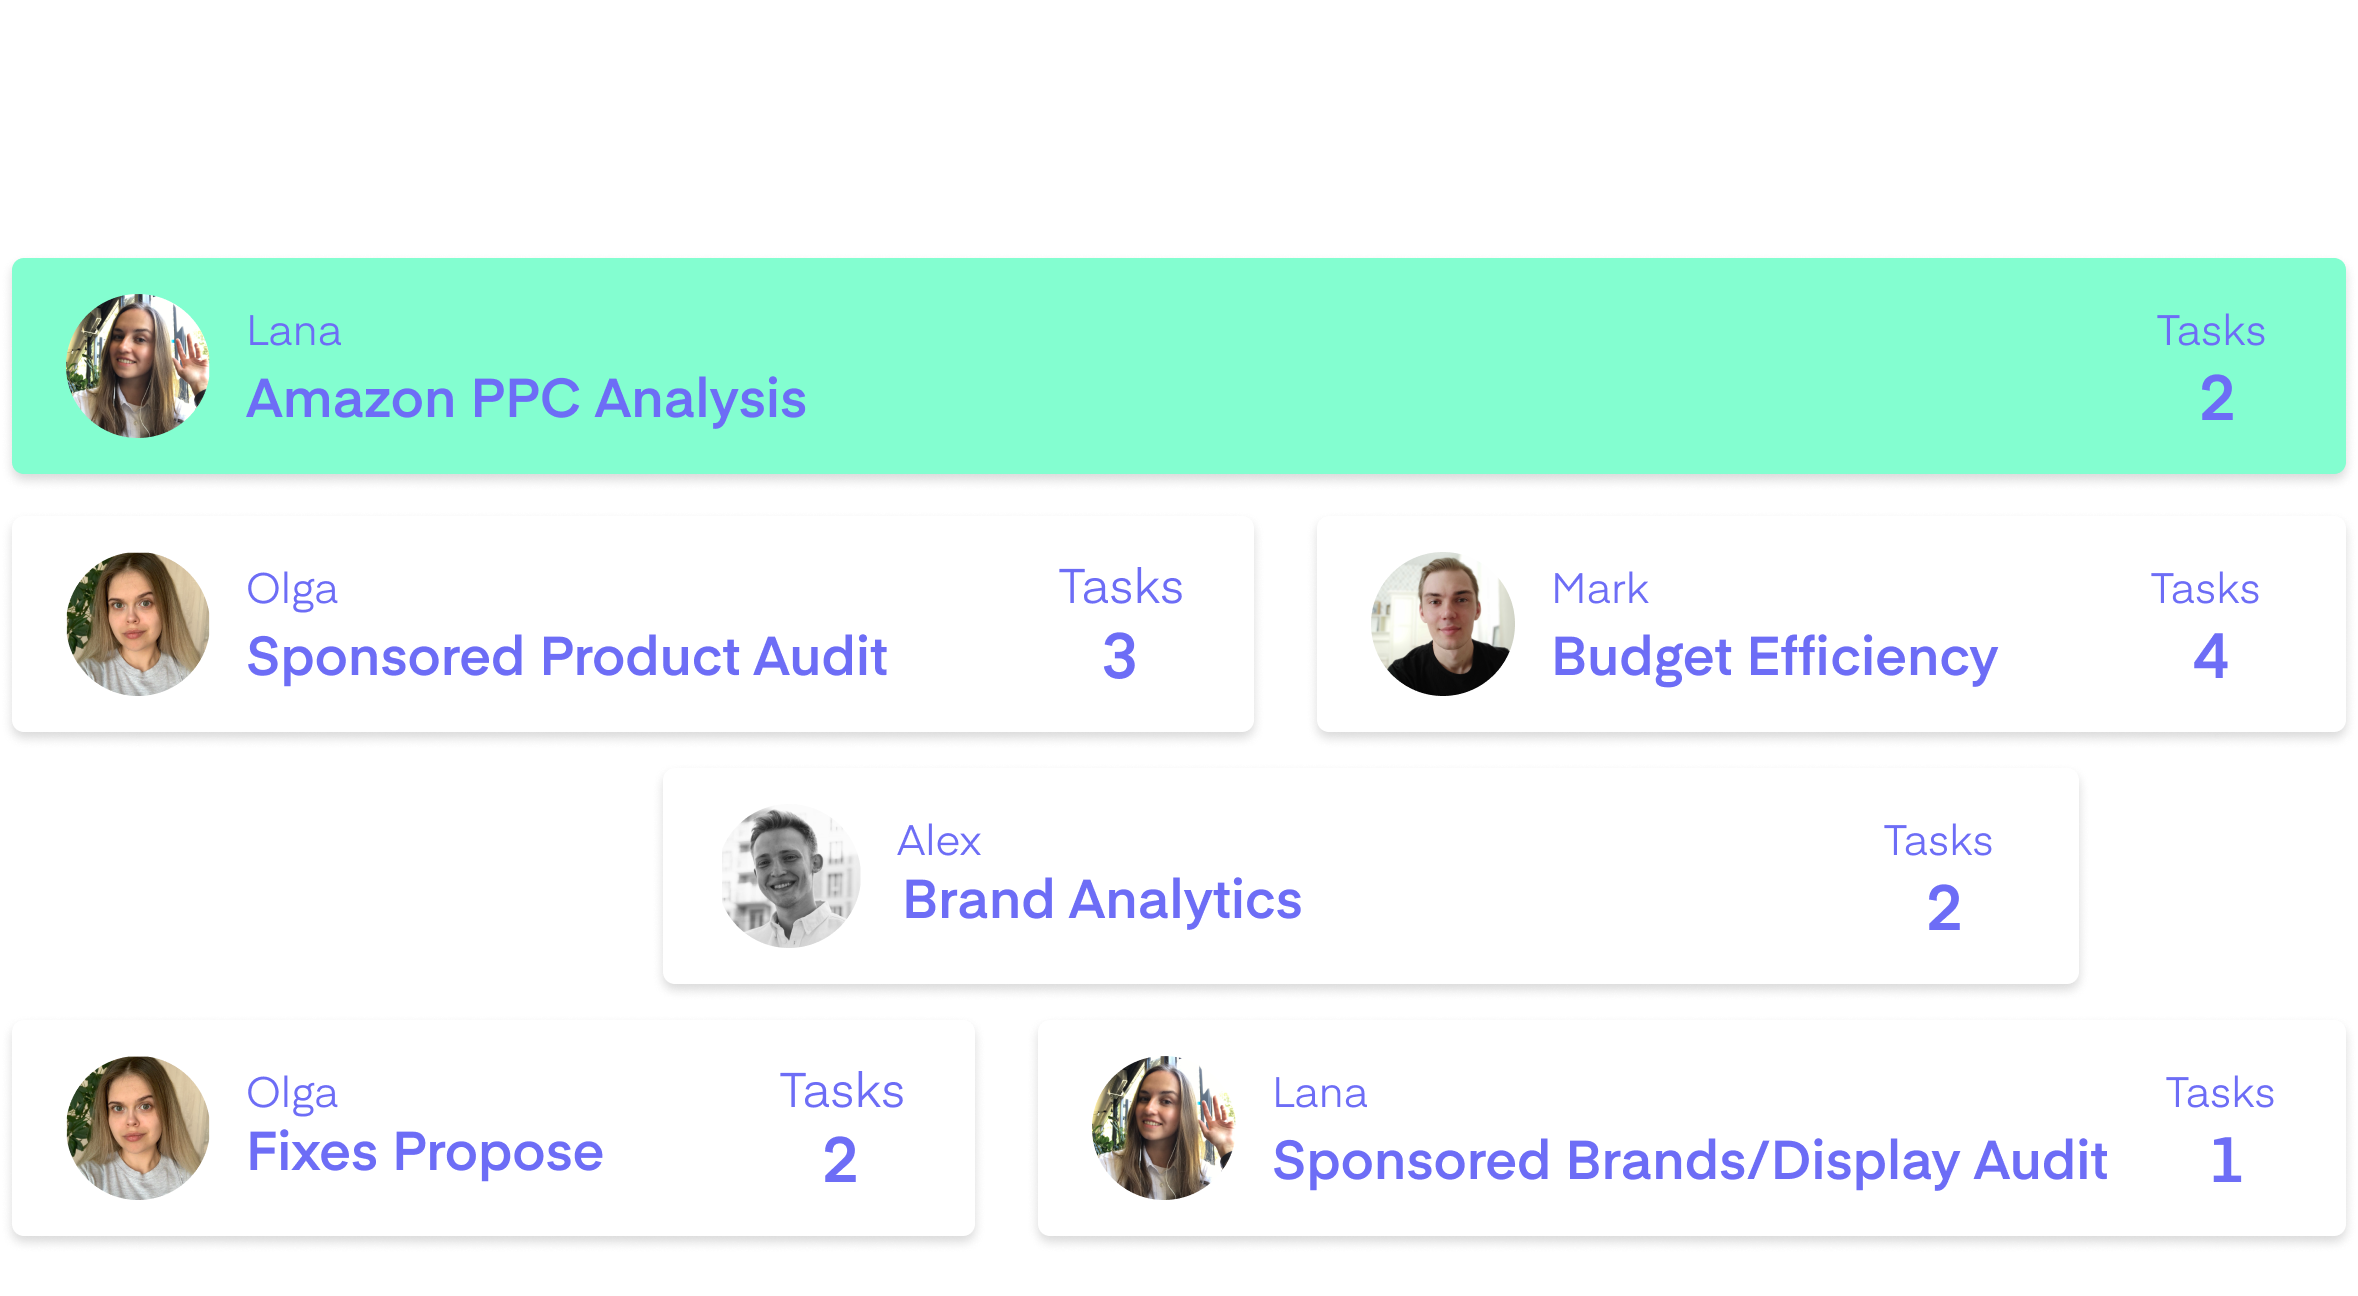 Lana
Tasks
Amazon PPC Analysis
2
Olga
Tasks
Sponsored Product Audit
3
Mark
Tasks
Budget Efficiency
4
Alex
Tasks
Brand Analytics
2
Olga
Tasks
Fixes Propose
2
Lana
Tasks
Sponsored Brands/Display Audit
1